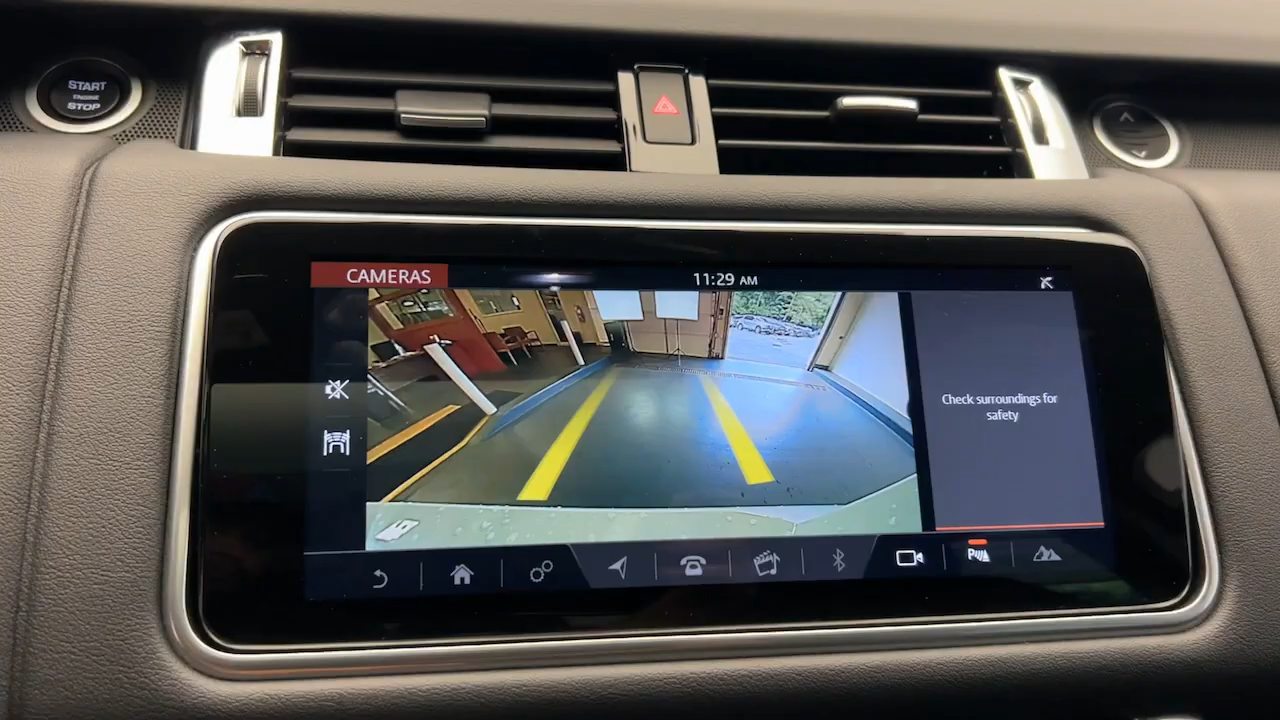 START
ENGINE
STOP
CAMERAS
11:29 AM
Check surroundings for
safety
P